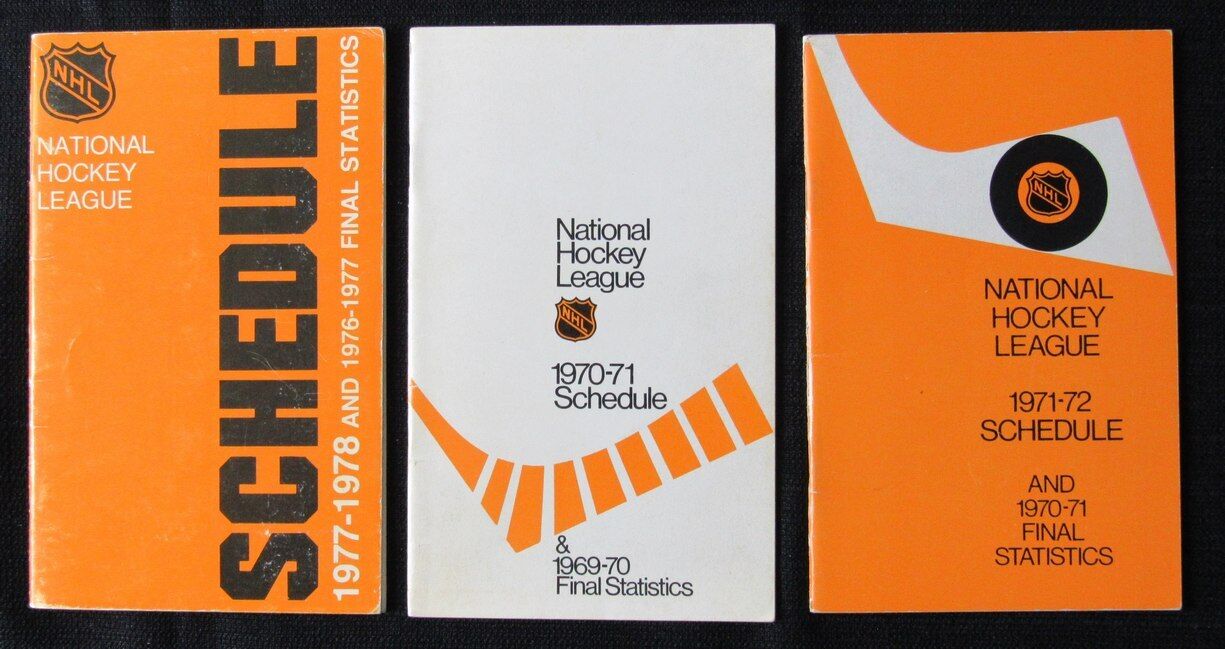 NHL
NATIONAL
HOCKEY
LEAGUE
SCHEDULE
1977-1978 AND 1976-1977 FINAL STATISTICS
National
Hockey
League
NHL
1970-71
Schedule
&
1969-70
Final Statistics
NHL
NATIONAL
HOCKEY
LEAGUE
1971-72
SCHEDULE
AND
1970-71
FINAL
STATISTICS